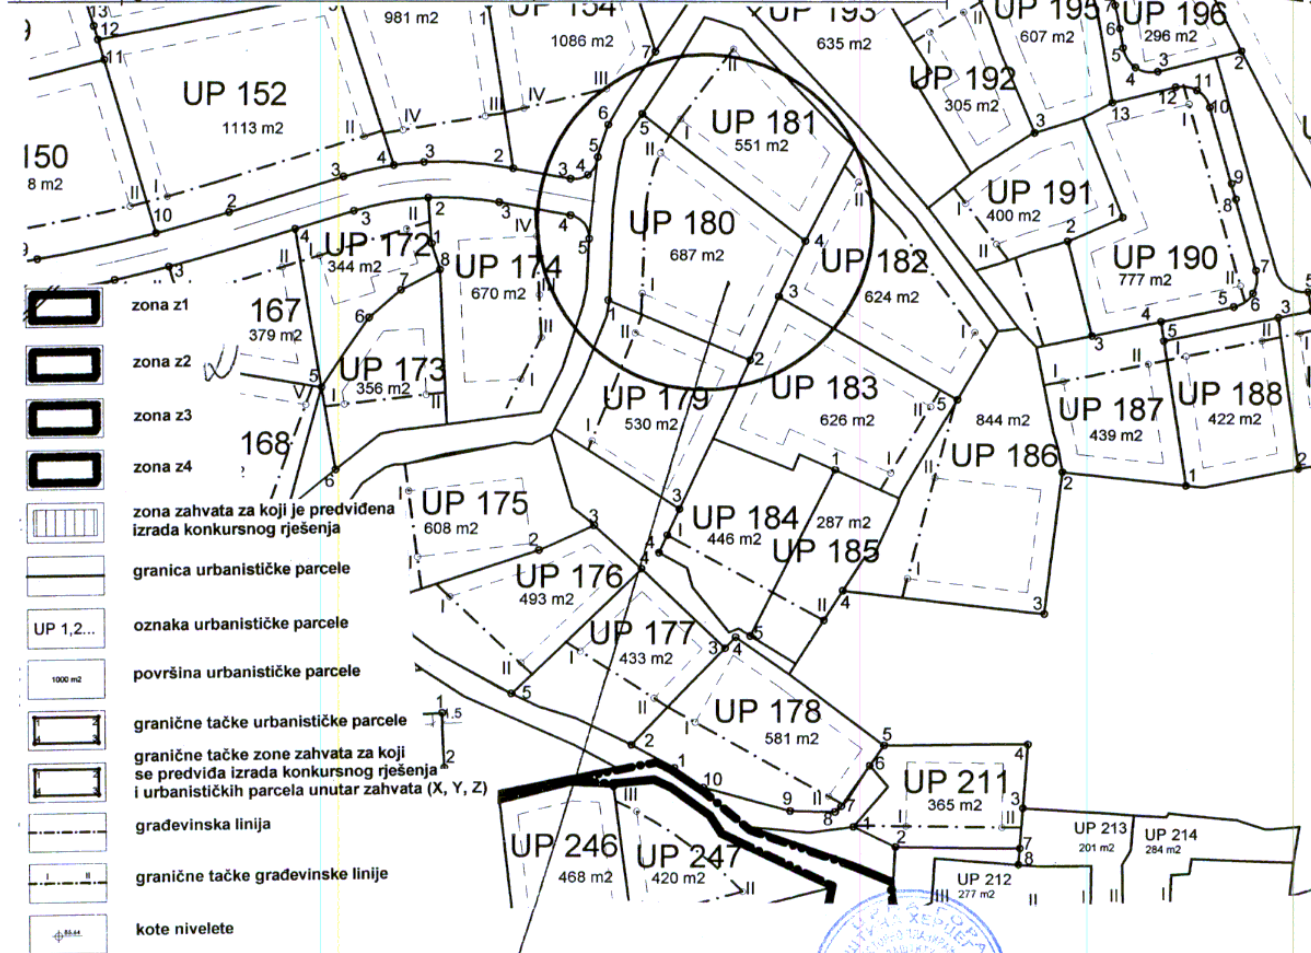 UP 154
1086 m2
981 m2
UP 193
635 m2
UP 195
607 m2
UP 196
296 m2
UP 152
1113 m2
UP 192
305 m2
UP 181
551 m2
150
8 m2
UP 191
400 m2
UP 180
687 m2
UP 190
777 m2
UP 172
344 m2
UP 174
670 m2
UP 182
624 m2
167
379 m2
UP 173
356 m2
UP 179
530 m2
UP 183
626 m2
844 m2
UP 186
UP 187
439 m2
UP 188
422 m2
168
UP 175
608 m2
UP 184
446 m2
287 m2
UP 185
UP 176
493 m2
UP 177
433 m2
UP 178
581 m2
UP 211
365 m2
UP 213
201 m2
UP 214
284 m2
UP 212
277 m2
UP 246
468 m2
UP 247
420 m2
zona z1
zona z2
zona z3
zona z4
zona zahvata za koji je predviđena
izrada konkursnog rješenja
granica urbanističke parcele
UP 1,2...
oznaka urbanističke parcele
1000 m2
površina urbanističke parcele
granične tačke urbanističke parcele
granične tačke zone zahvata za koji
se predviđa izrada konkursnog rješenja
i urbanističkih parcela unutar zahvata (X, Y, Z)
građevinska linija
I II
granične tačke građevinske linije
kote nivelete